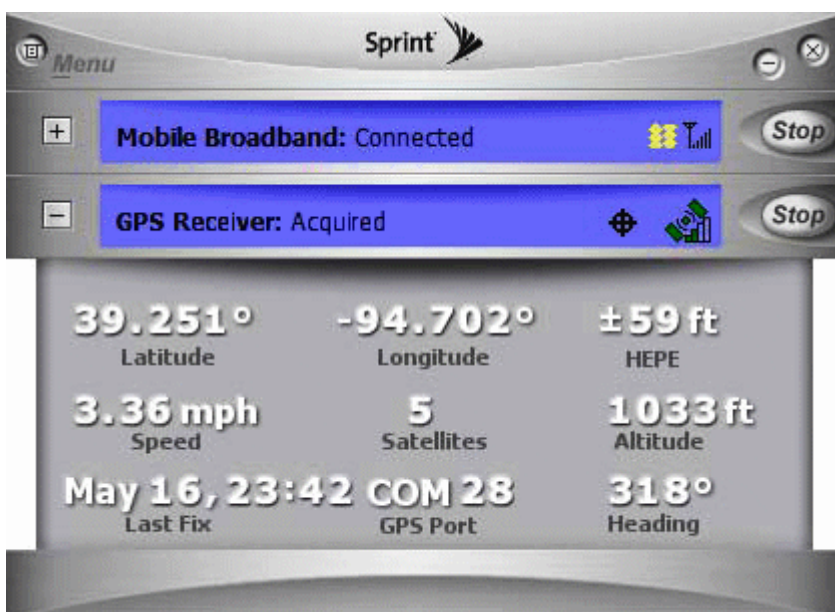 Sprint
Menu
Mobile Broadband: Connected
Stop
GPS Receiver: Acquired
Stop
39.251° -94.702° ±59 ft
Latitude Longitude HEPE
3.36 mph 5 1033 ft
Speed Satellites Altitude
May 16, 23:42 COM 28 318°
Last Fix GPS Port Heading